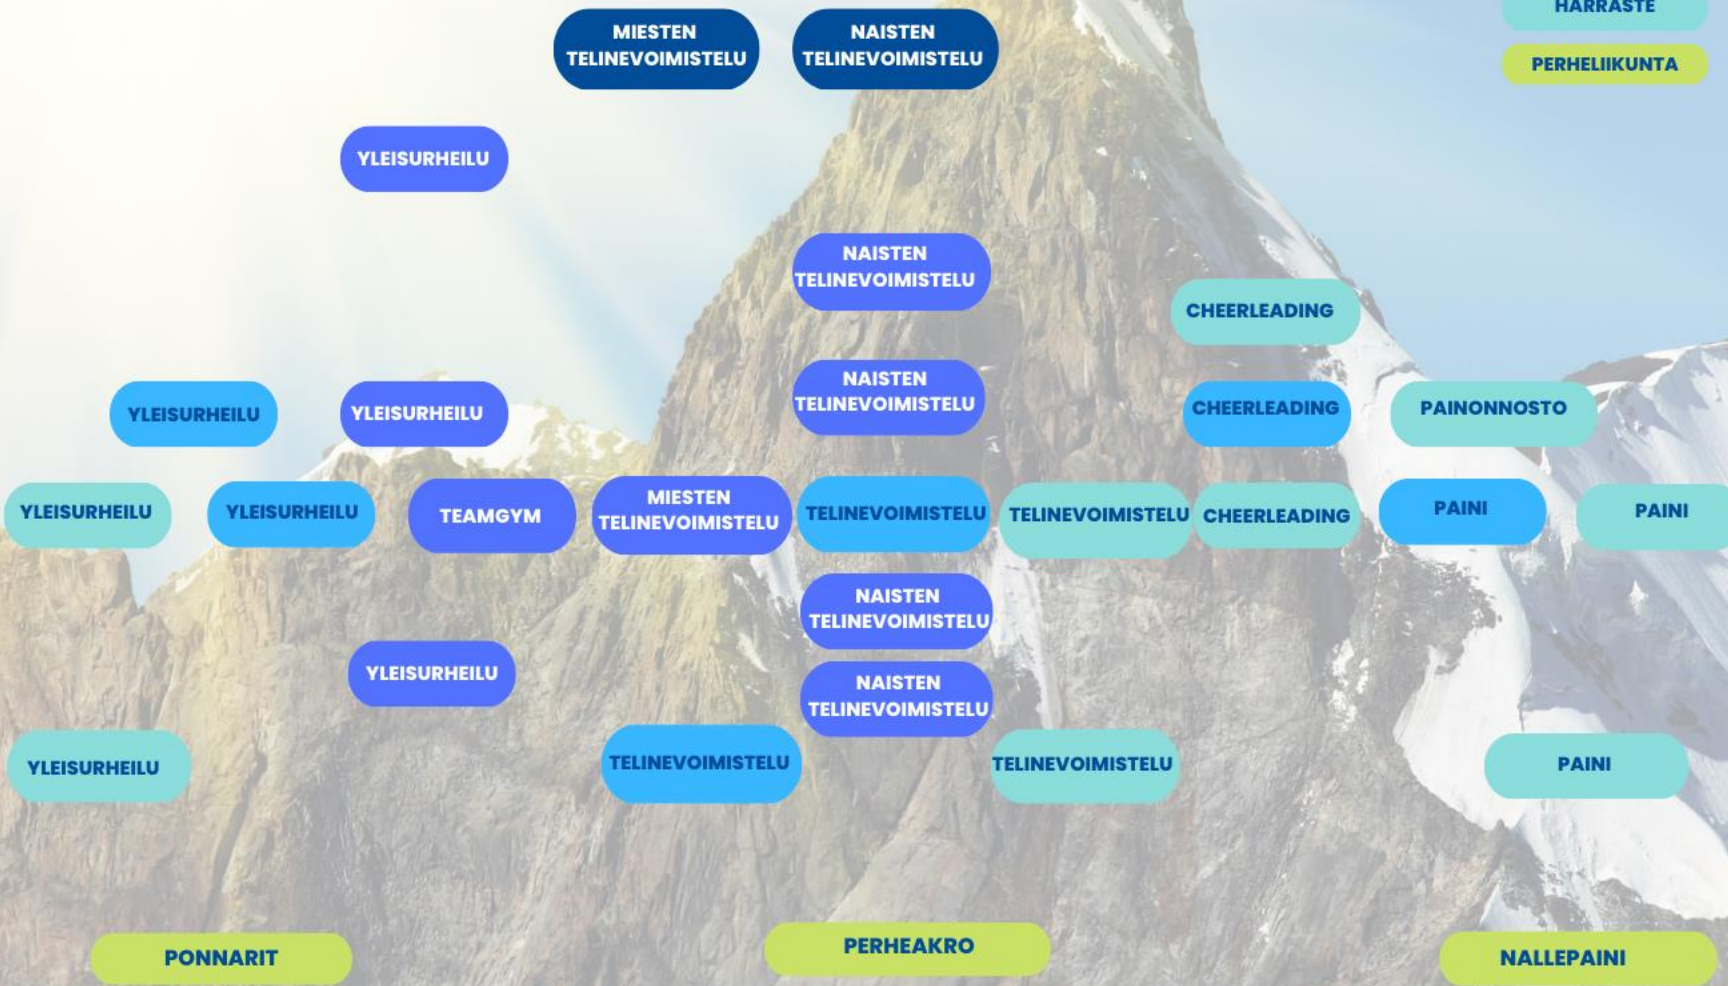 HARRASTE
PERHELIIKUNTA
MIESTEN
TELINEVOIMISTELU
NAISTEN
TELINEVOIMISTELU
YLEISURHEILU
NAISTEN
TELINEVOIMISTELU
CHEERLEADING
NAISTEN
TELINEVOIMISTELU
YLEISURHEILU
YLEISURHEILU
CHEERLEADING
PAINONNOSTO
YLEISURHEILU
YLEISURHEILU
TEAMGYM
MIESTEN
TELINEVOIMISTELU
TELINEVOIMISTELU
TELINEVOIMISTELU
CHEERLEADING
PAINI
PAINI
NAISTEN
TELINEVOIMISTELU
YLEISURHEILU
NAISTEN
TELINEVOIMISTELU
YLEISURHEILU
TELINEVOIMISTELU
TELINEVOIMISTELU
PAINI
PONNARIT
PERHEAKRO
NALLEPAINI